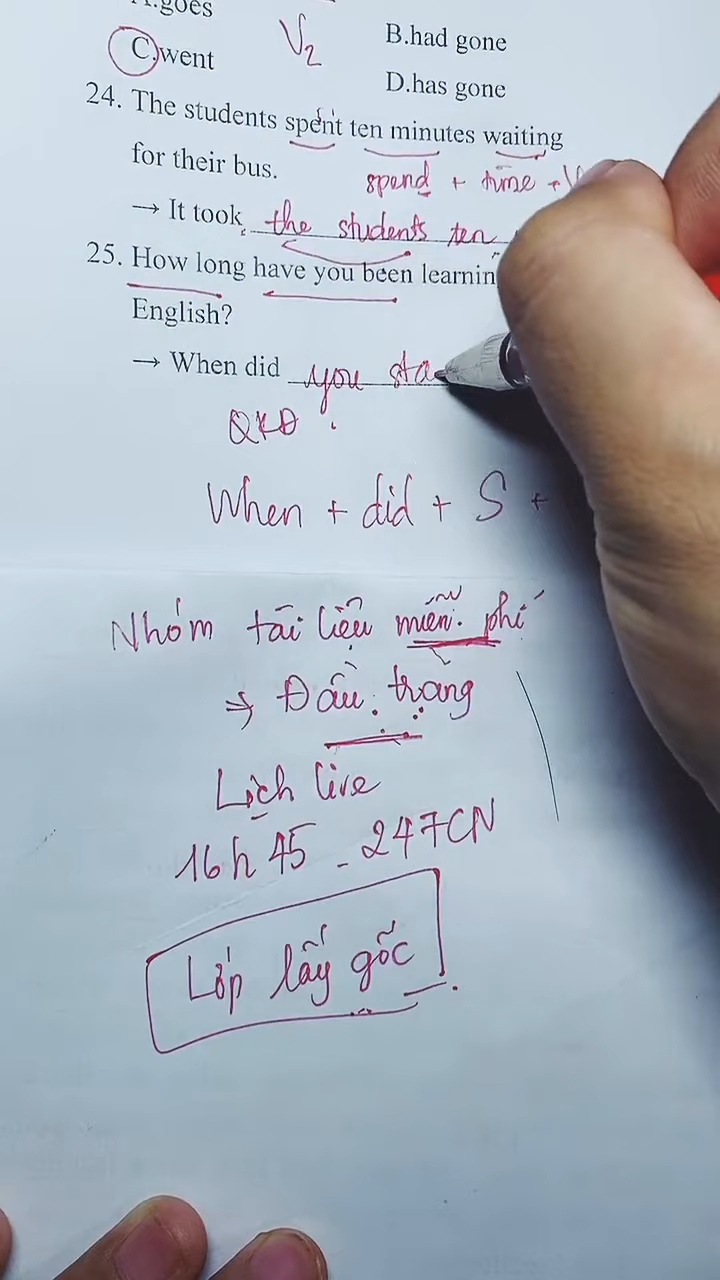 A.goes
V2
B.had gone
C.went
D.has gone
24. The students spent ten minutes waiting
for their bus.
spend + time + V
→ It took the students ten
25. How long have you been learnin
English?
→ When did you sta
QKĐ
When + did + S +
Nhóm tài liệu miễn phí
⇒ Đầu trang
Lịch live
16h45 - 247CN
Lớp lấy gốc